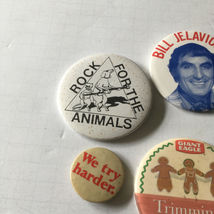 ROCK FOR THE
ANIMALS
BILL JELAVIC
We try
harder.
GIANT
EAGLE
Trimmin